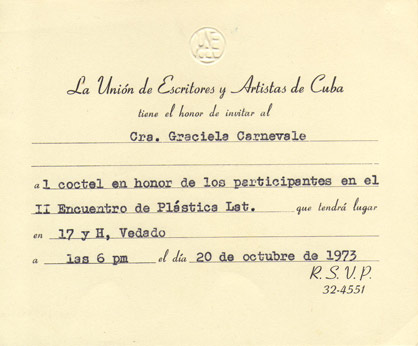 La Unión de Escritores y Artistas de Cuba
tiene el honor de invitar al
Cra. Graciela Carnevale
al coctel en honor de los participantes en el
II Encuentro de Plástica Lat. que tendrá lugar
en 17 y H, Vedado
a las 6 pm el día 20 de octubre de 1973
R. S. V. P.
32-4551